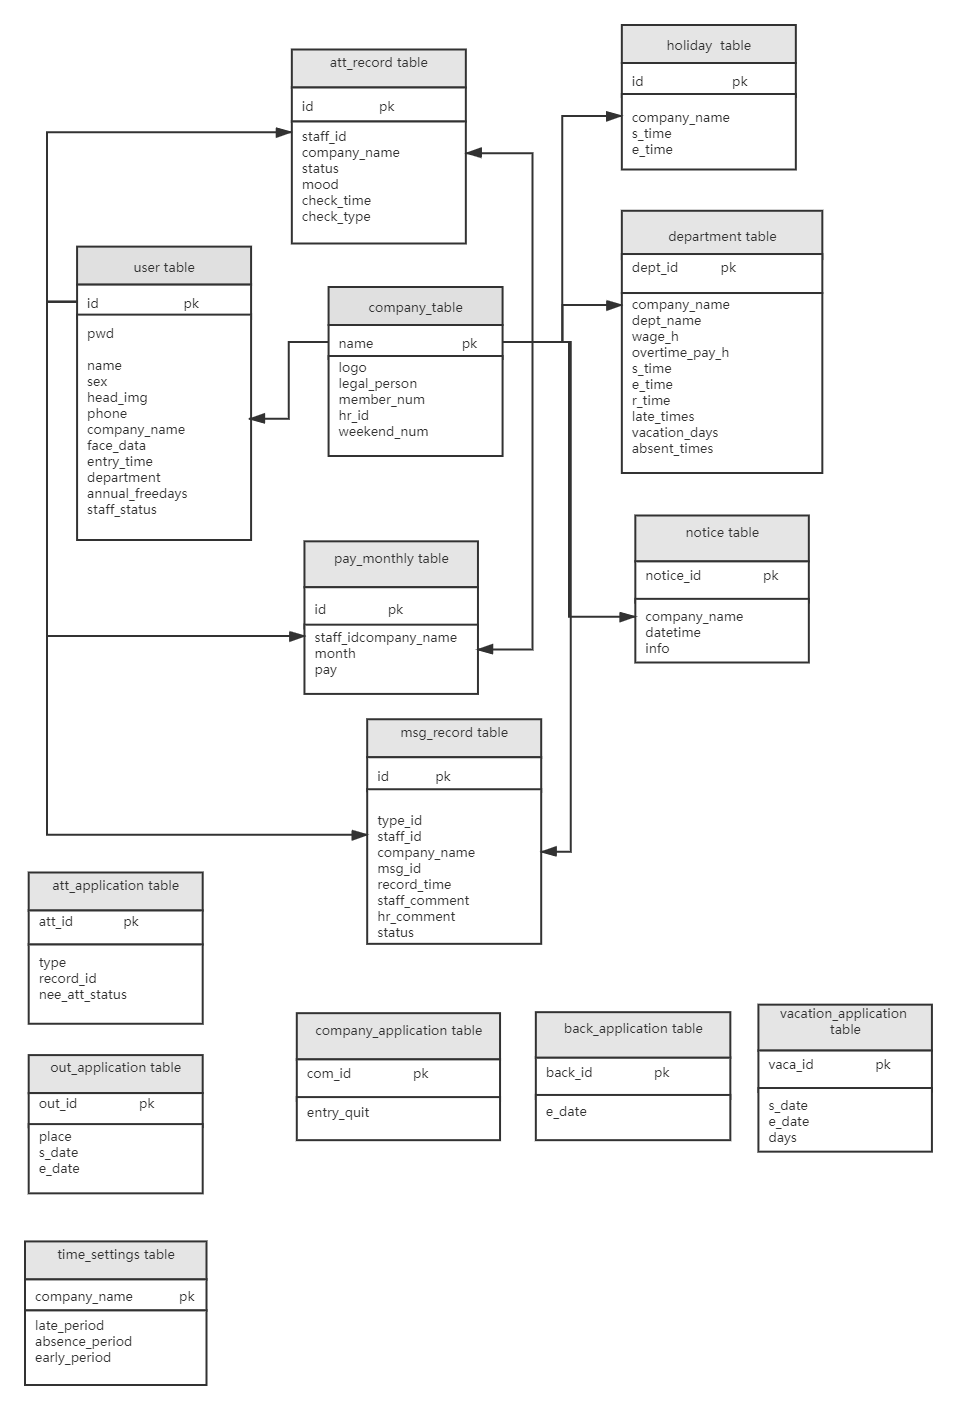 att_record table
id pk
staff_id
company_name
status
mood
check_time
check_type
holiday table
id pk
company_name
s_time
e_time
department table
dept_id pk
company_name
dept_name
wage_h
overtime_pay_h
s_time
e_time
r_time
late_times
vacation_days
absent_times
user table
id pk
pwd
name
sex
head_img
phone
company_name
face_data
entry_time
department
annual_freedays
staff_status
company_table
name pk
logo
legal_person
member_num
hr_id
weekend_num
pay_monthly table
id pk
staff_idcompany_name
month
pay
notice table
notice_id pk
company_name
datetime
info
msg_record table
id pk
type_id
staff_id
company_name
msg_id
record_time
staff_comment
hr_comment
status
att_application table
att_id pk
type
record_id
nee_att_status
out_application table
out_id pk
place
s_date
e_date
company_application table
com_id pk
entry_quit
back_application table
back_id pk
e_date
vacation_application
table
vaca_id pk
s_date
e_date
days
time_settings table
company_name pk
late_period
absence_period
early_period